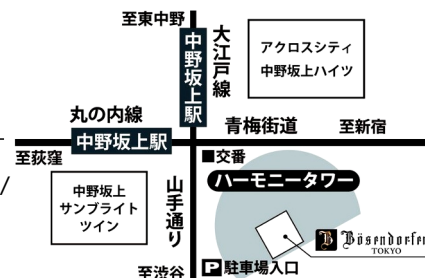 至東中野
中野坂上駅
大江戸線
アクロスシティ
中野坂上ハイツ
丸の内線
中野坂上駅
青梅街道
至新宿
至荻窪
■交番
ハーモニータワー
中野坂上
サンブライト
ツイン
山手通り
B Bösendorfer
TOKYO
至渋谷
P 駐車場入口